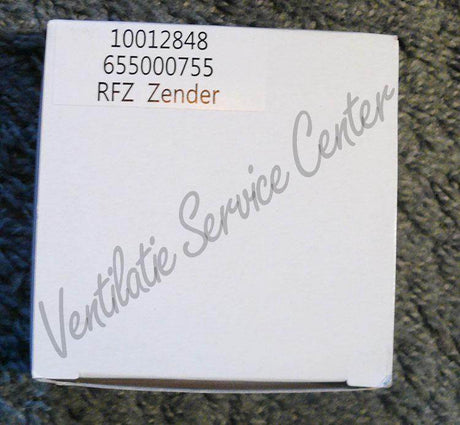 10012848
655000755
RFZ Zender
Ventilatie Service Center